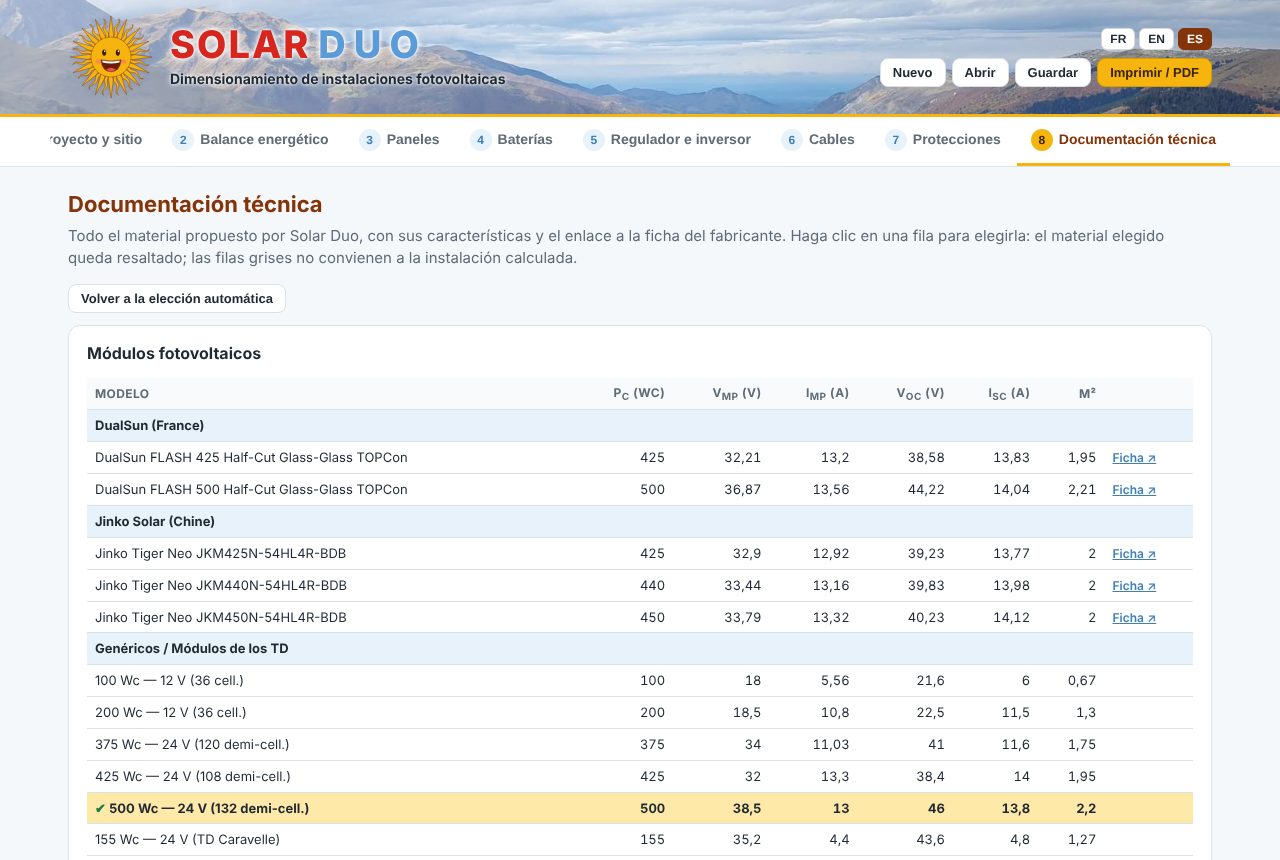 SOLAR DUO
Dimensionamiento de instalaciones fotovoltaicas
FR EN ES
Nuevo Abrir Guardar Imprimir / PDF
royecto y sitio 2 Balance energético 3 Paneles 4 Baterías 5 Regulador e inversor 6 Cables 7 Protecciones 8 Documentación técnica
Documentación técnica
Todo el material propuesto por Solar Duo, con sus características y el enlace a la ficha del fabricante. Haga clic en una fila para elegirla: el material elegido
queda resaltado; las filas grises no convienen a la instalación calculada.
Volver a la elección automática
Módulos fotovoltaicos
MODELO PC (WC) VMP (V) IMP (A) VOC (V) ISC (A) M²
DualSun (France)
DualSun FLASH 425 Half-Cut Glass-Glass TOPCon 425 32,21 13,2 38,58 13,83 1,95 Ficha ↗
DualSun FLASH 500 Half-Cut Glass-Glass TOPCon 500 36,87 13,56 44,22 14,04 2,21 Ficha ↗
Jinko Solar (Chine)
Jinko Tiger Neo JKM425N-54HL4R-BDB 425 32,9 12,92 39,23 13,77 2 Ficha ↗
Jinko Tiger Neo JKM440N-54HL4R-BDB 440 33,44 13,16 39,83 13,98 2 Ficha ↗
Jinko Tiger Neo JKM450N-54HL4R-BDB 450 33,79 13,32 40,23 14,12 2 Ficha ↗
Genéricos / Módulos de los TD
100 Wc — 12 V (36 cell.) 100 18 5,56 21,6 6 0,67
200 Wc — 12 V (36 cell.) 200 18,5 10,8 22,5 11,5 1,3
375 Wc — 24 V (120 demi-cell.) 375 34 11,03 41 11,6 1,75
425 Wc — 24 V (108 demi-cell.) 425 32 13,3 38,4 14 1,95
✔ 500 Wc — 24 V (132 demi-cell.) 500 38,5 13 46 13,8 2,2
155 Wc — 24 V (TD Caravelle) 155 35,2 4,4 43,6 4,8 1,27